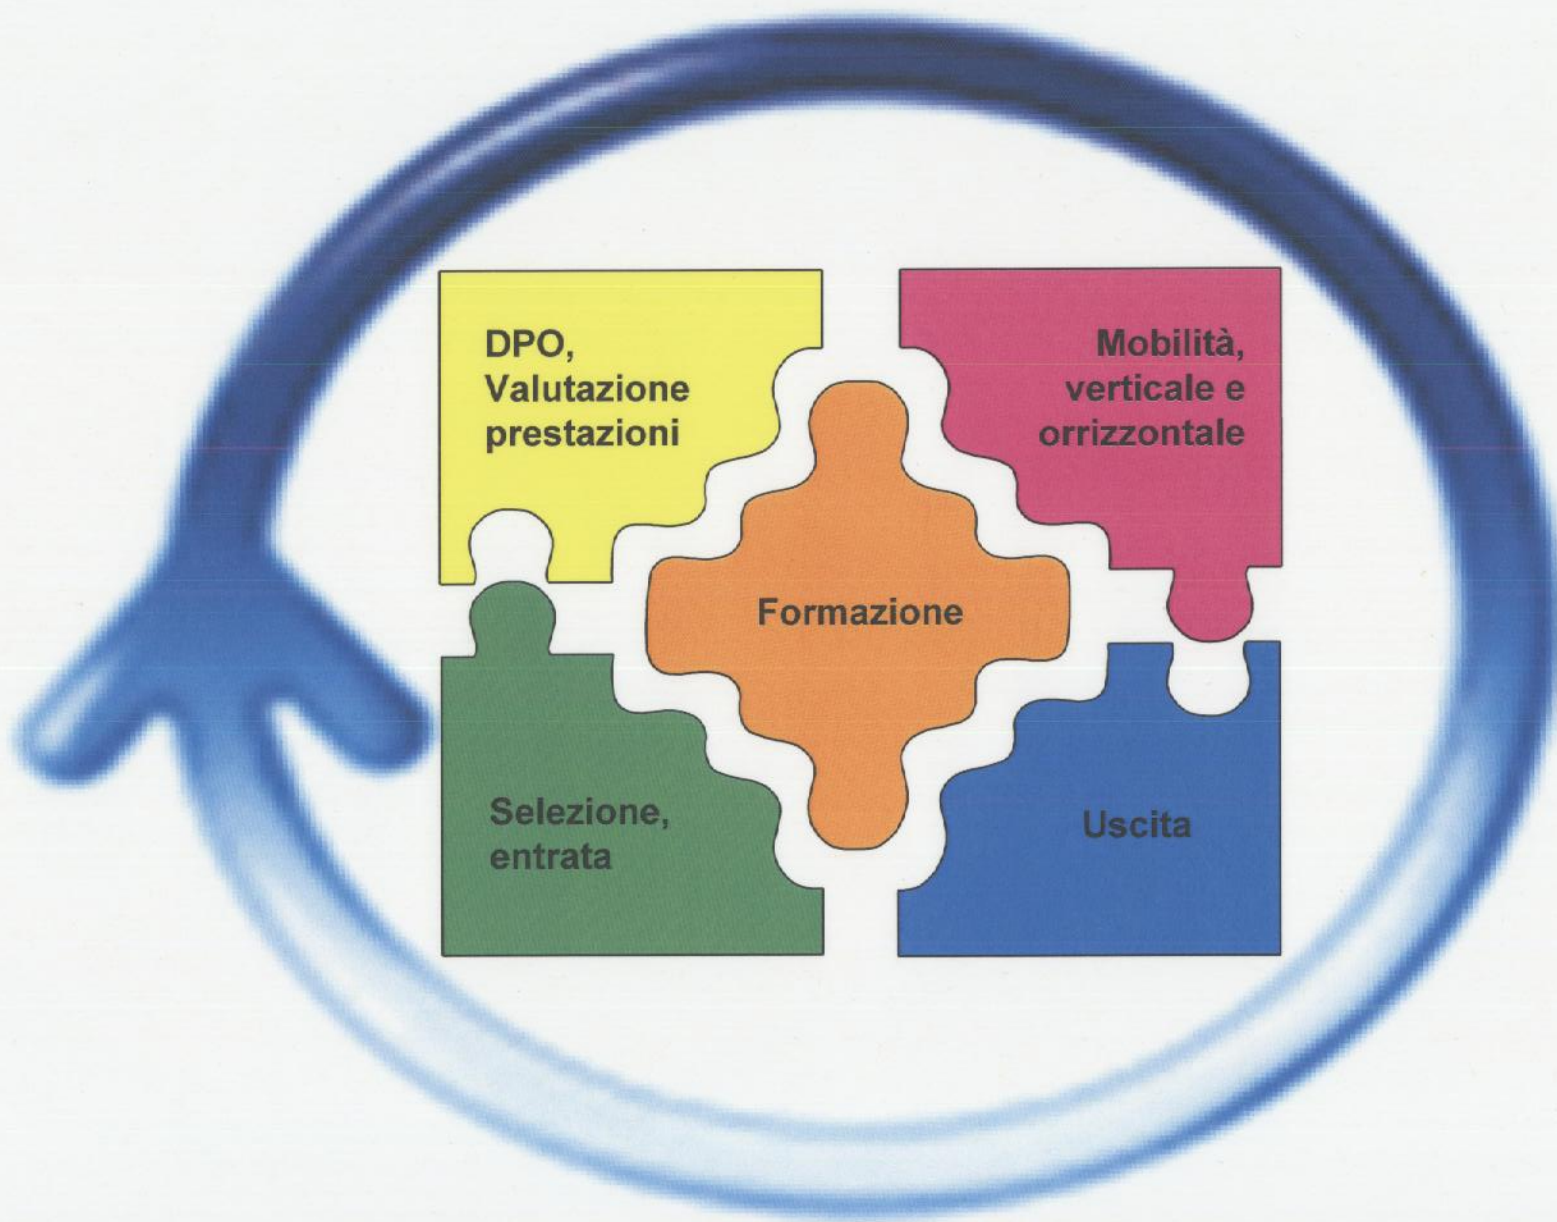 DPO,
Valutazione
prestazioni
Mobilità,
verticale e
orrizzontale
Formazione
Selezione,
entrata
Uscita